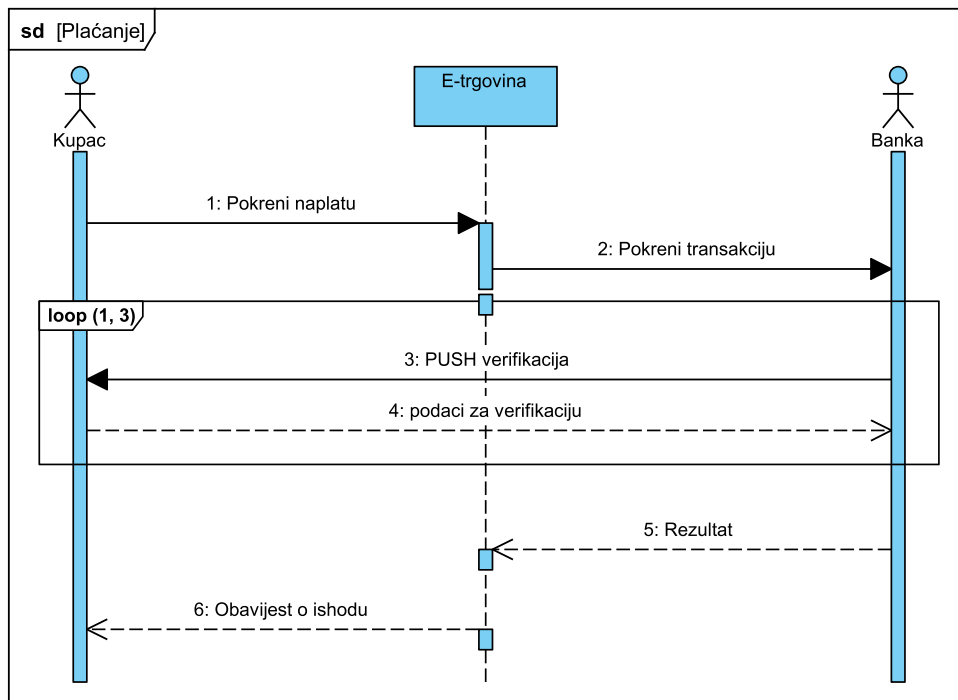 sd [Plaćanje]
E-trgovina
Kupac
Banka
1: Pokreni naplatu
2: Pokreni transakciju
loop (1, 3)
3: PUSH verifikacija
4: podaci za verifikaciju
5: Rezultat
6: Obavijest o ishodu